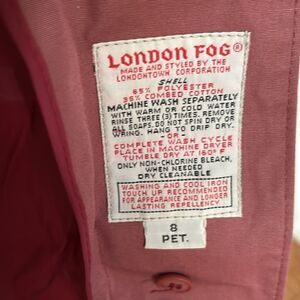 LONDON FOG®
MADE AND STYLED BY THE
LONDONTOWN CORPORATION
SHELL
65% POLYESTER
35% COMBED COTTON
MACHINE WASH SEPARATELY
WITH WARM OR COLD WATER
RINSE THREE (3) TIMES. REMOVE
ALL SOAPS. DO NOT SPIN DRY OR
WRING. HANG TO DRIP DRY.
-OR-
COMPLETE WASH CYCLE
PLACE IN MACHINE DRYER
TUMBLE DRY AT 160° F
ONLY NON-CHLORINE BLEACH,
WHEN NEEDED
DRY CLEANABLE
WASHING AND COOL IRON
TOUCH UP RECOMMENDED
FOR APPEARANCE AND LONGER
LASTING REPELLENCY.
8
PET.